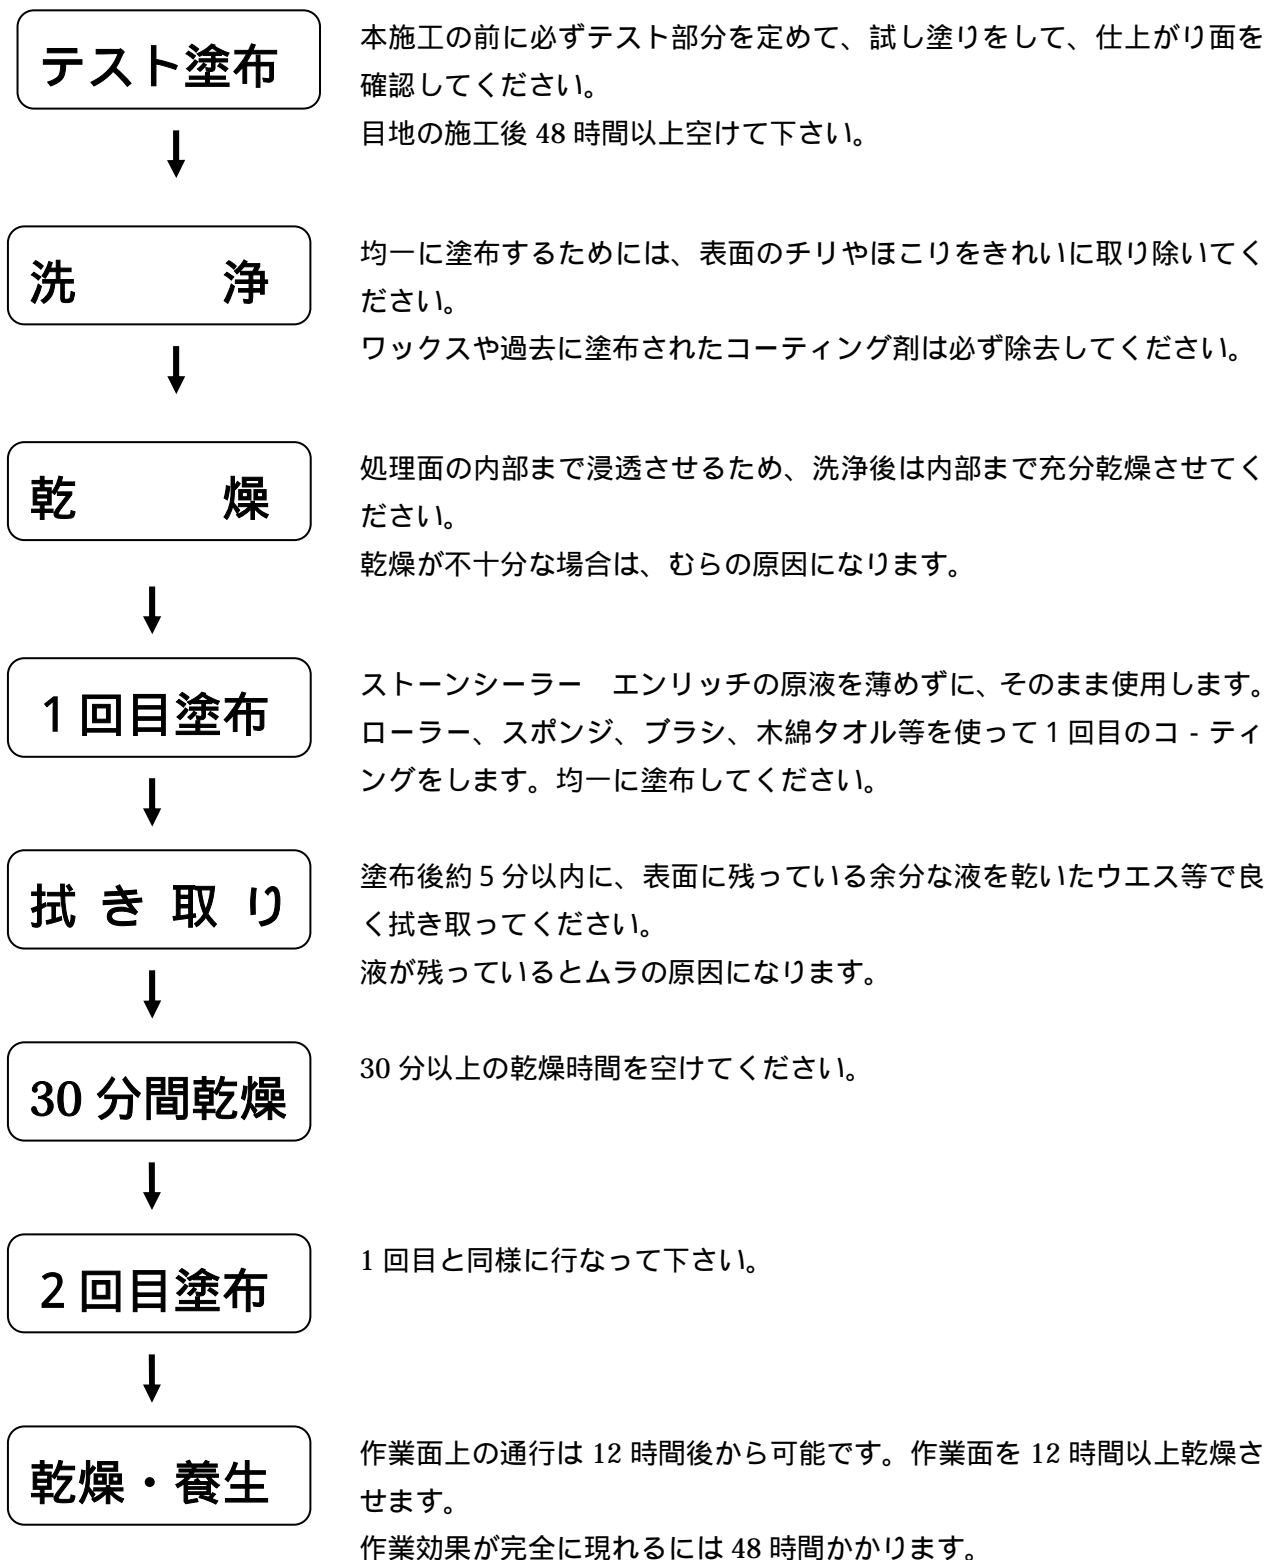 テスト塗布
本施工の前に必ずテスト部分を定めて、試し塗りをして、仕上がり面を
確認してください。
目地の施工後 48 時間以上空けて下さい。
洗　　　浄
均一に塗布するためには、表面のチリやほこりをきれいに取り除いてく
ださい。
ワックスや過去に塗布されたコーティング剤は必ず除去してください。
乾　　　燥
処理面の内部まで浸透させるため、洗浄後は内部まで充分乾燥させてく
ださい。
乾燥が不十分な場合は、むらの原因になります。
1 回目塗布
ストーンシーラー　エンリッチの原液を薄めずに、そのまま使用します。
ローラー、スポンジ、ブラシ、木綿タオル等を使って 1 回目のコ - ティ
ングをします。均一に塗布してください。
拭 き 取 り
塗布後約 5 分以内に、表面に残っている余分な液を乾いたウエス等で良
く拭き取ってください。
液が残っているとムラの原因になります。
30 分間乾燥
30 分以上の乾燥時間を空けてください。
2 回目塗布
1 回目と同様に行なって下さい。
乾燥・養生
作業面上の通行は 12 時間後から可能です。作業面を 12 時間以上乾燥さ
せます。
作業効果が完全に現れるには 48 時間かかります。